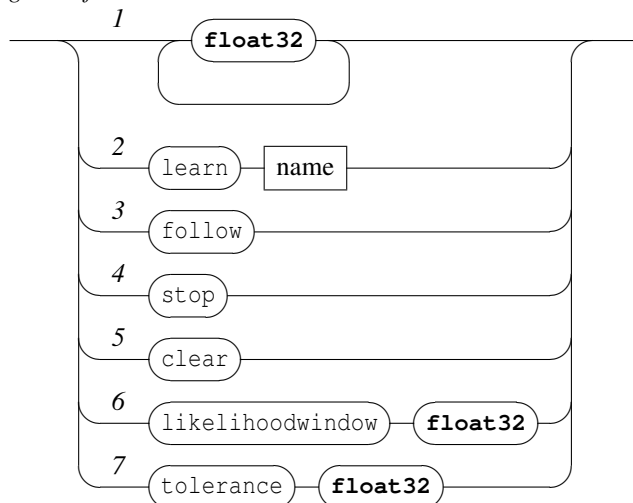 1 float32
2 learn name
3 follow
4 stop
5 clear
6 likelihoodwindow float32
7 tolerance float32